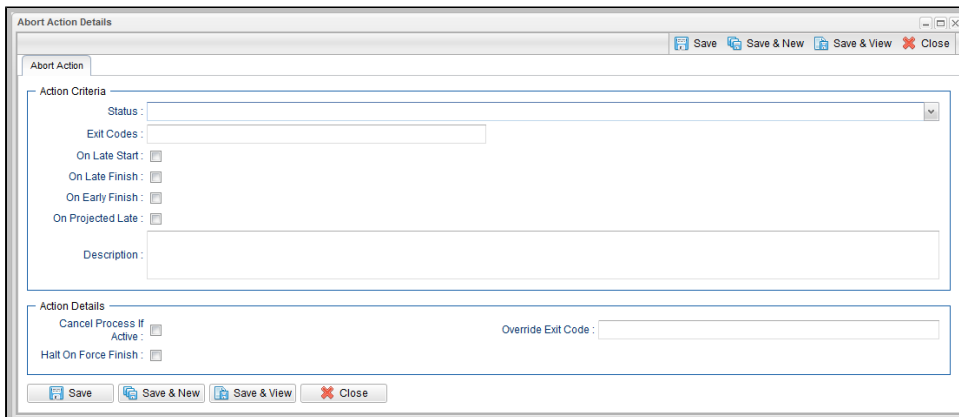 Abort Action Details
Save Save & New Save & View Close
Abort Action
Action Criteria
Status :
Exit Codes :
On Late Start :
On Late Finish :
On Early Finish :
On Projected Late :
Description :
Action Details
Cancel Process If
Active :
Override Exit Code :
Halt On Force Finish :
Save Save & New Save & View Close